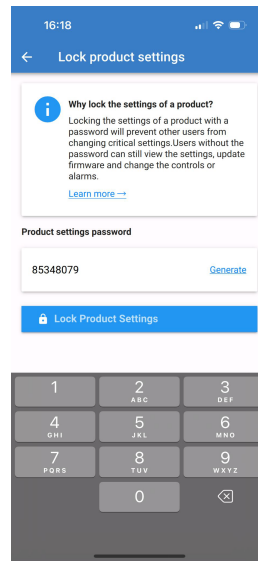 16:18
Lock product settings
Why lock the settings of a product?
Locking the settings of a product with a
password will prevent other users from
changing critical settings.Users without the
password can still view the settings, update
firmware and change the controls or
alarms.
Learn more →
Product settings password
85348079 Generate
Lock Product Settings
1 2 3
ABC DEF
4 5 6
GHI JKL MNO
7 8 9
PQRS TUV WXYZ
0